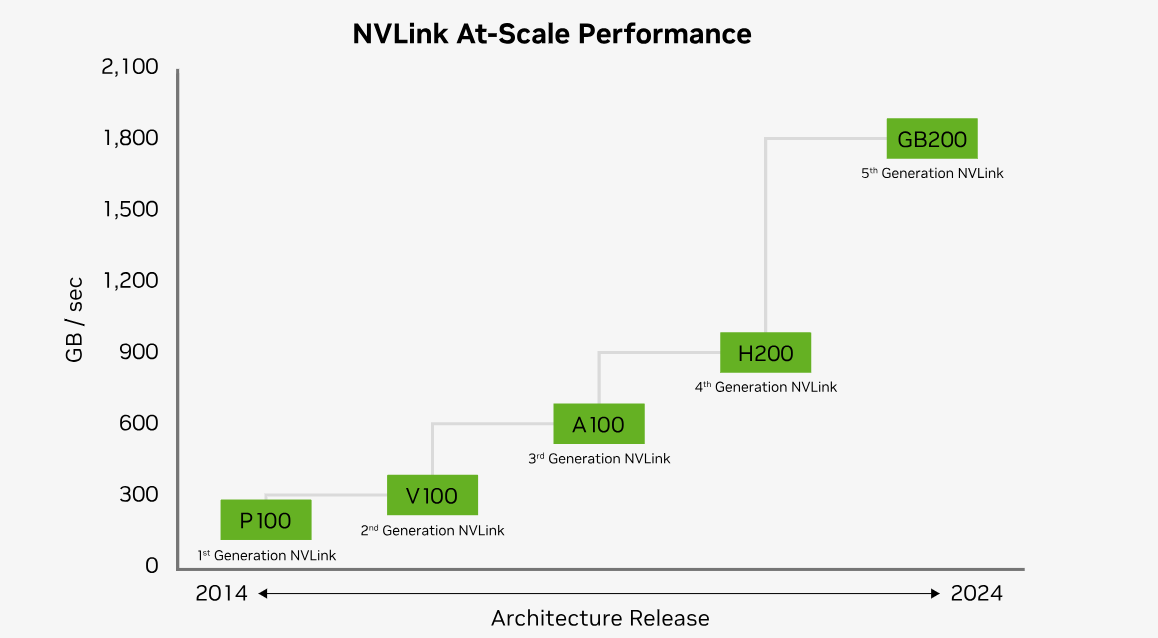 NVLink At-Scale Performance
2,100
1,800
1,500
1,200
900
600
300
0
GB / sec
GB200
5th Generation NVLink
H200
4th Generation NVLink
A100
3rd Generation NVLink
V100
2nd Generation NVLink
P100
1st Generation NVLink
2014
2024
Architecture Release